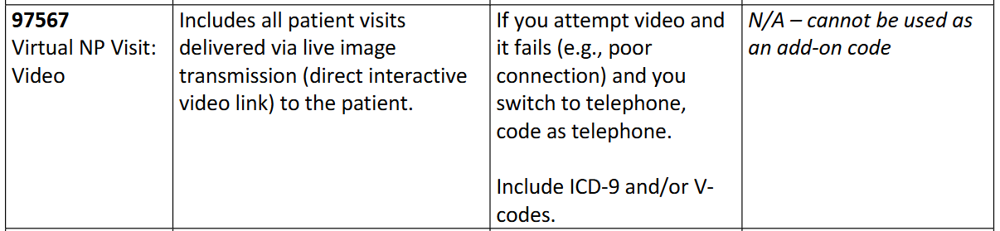 97567
Virtual NP Visit:
Video
Includes all patient visits
delivered via live image
transmission (direct interactive
video link) to the patient.
If you attempt video and
it fails (e.g., poor
connection) and you
switch to telephone,
code as telephone.
Include ICD-9 and/or V-
codes.
N/A – cannot be used as
an add-on code